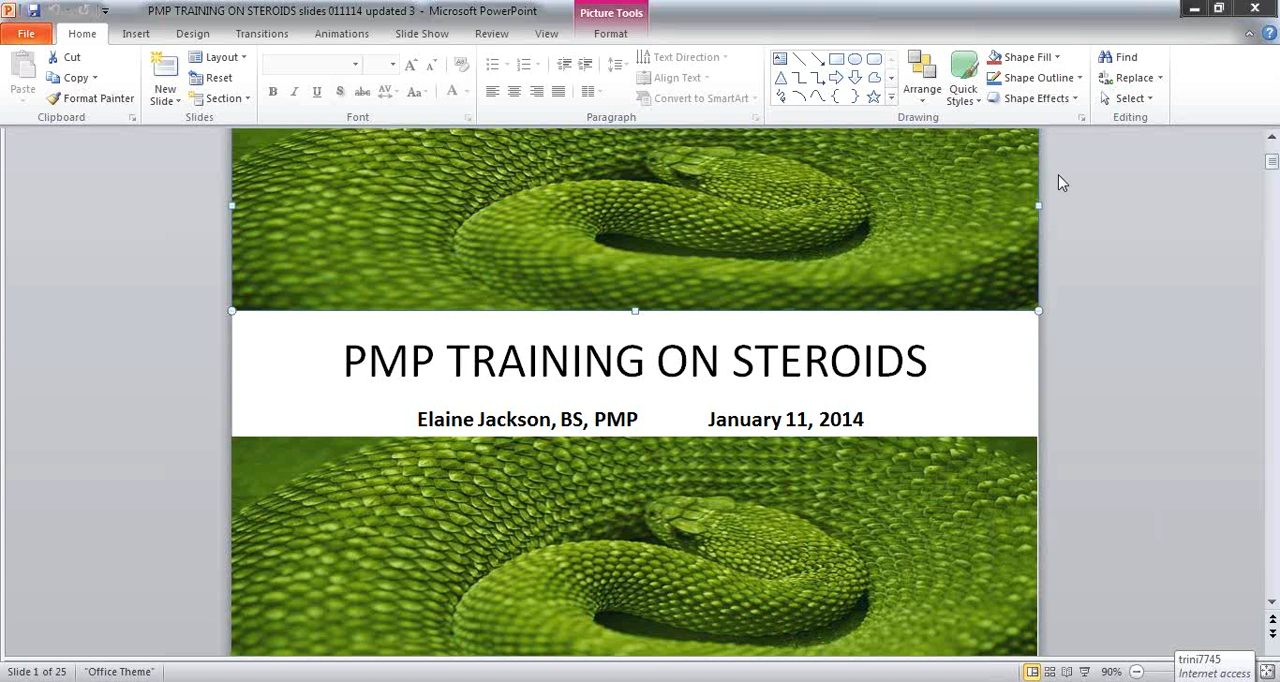 PMP TRAINING ON STEROIDS slides 011114 updated 3 - Microsoft PowerPoint
Picture Tools
File Home Insert Design Transitions Animations Slide Show Review View Format
Paste
Cut
Copy
Format Painter
Clipboard
New Slide
Layout
Reset
Section
Slides
B I U S abc AV Aa A
Font
Text Direction
Align Text
Convert to SmartArt
Paragraph
Arrange
Quick Styles
Shape Fill
Shape Outline
Shape Effects
Drawing
Find
Replace
Select
Editing
PMP TRAINING ON STEROIDS
Elaine Jackson, BS, PMP January 11, 2014
Slide 1 of 25 "Office Theme" 90%
trini7745
Internet access